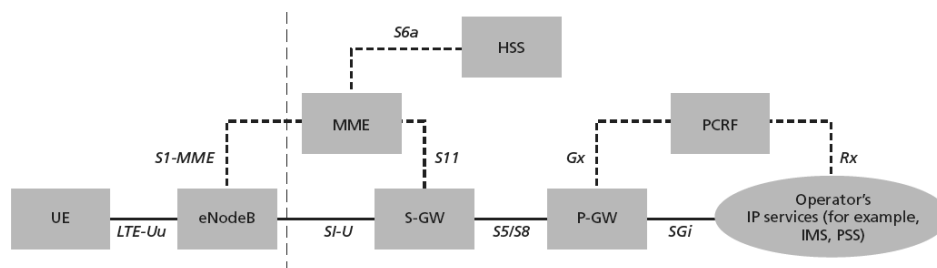 S6a
HSS
MME
PCRF
S1-MME
S11
Gx
Rx
UE
eNodeB
S-GW
P-GW
Operator's
IP services (for example,
IMS, PSS)
LTE-Uu
SI-U
S5/S8
SGi